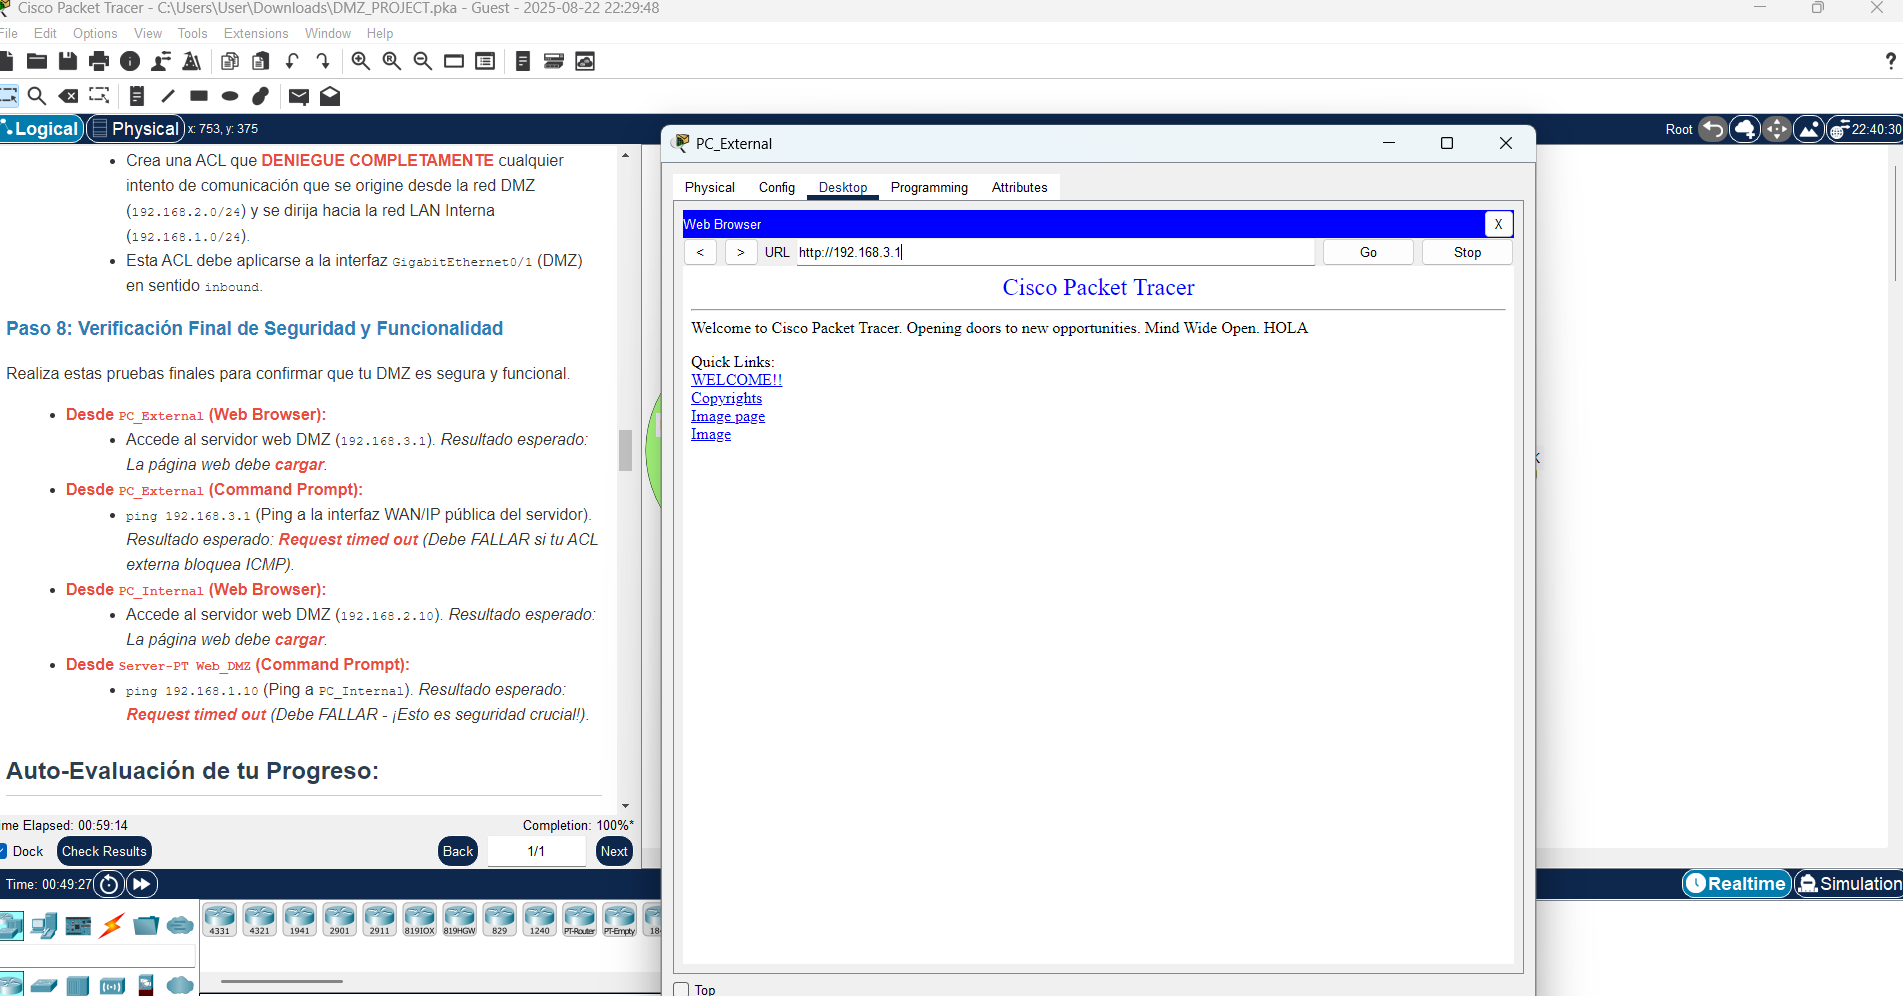 Cisco Packet Tracer - C:\Users\User\Downloads\DMZ_PROJECT.pka - Guest - 2025-08-22 22:29:48
File Edit Options View Tools Extensions Window Help
?
Logical Physical x: 753, y: 375
Root 22:40:30
• Crea una ACL que DENIEGUE COMPLETAMENTE cualquier
intento de comunicación que se origine desde la red DMZ
(192.168.2.0/24) y se dirija hacia la red LAN Interna
(192.168.1.0/24).
• Esta ACL debe aplicarse a la interfaz GigabitEthernet0/1 (DMZ)
en sentido inbound.
Paso 8: Verificación Final de Seguridad y Funcionalidad
Realiza estas pruebas finales para confirmar que tu DMZ es segura y funcional.
• Desde PC_External (Web Browser):
• Accede al servidor web DMZ (192.168.3.1). Resultado esperado:
La página web debe cargar.
• Desde PC_External (Command Prompt):
• ping 192.168.3.1 (Ping a la interfaz WAN/IP pública del servidor).
Resultado esperado: Request timed out (Debe FALLAR si tu ACL
externa bloquea ICMP).
• Desde PC_Internal (Web Browser):
• Accede al servidor web DMZ (192.168.2.10). Resultado esperado:
La página web debe cargar.
• Desde Server-PT Web_DMZ (Command Prompt):
• ping 192.168.1.10 (Ping a PC_Internal). Resultado esperado:
Request timed out (Debe FALLAR - ¡Esto es seguridad crucial!).
Auto-Evaluación de tu Progreso:
me Elapsed: 00:59:14 Completion: 100%*
Dock Check Results Back 1/1 Next
Time: 00:49:27
Realtime Simulation
4331 4321 1941 2901 2911 819IOX 819HGW 829 1240 PT-Router PT-Empty 18
PC_External
Physical Config Desktop Programming Attributes
Web Browser X
< > URL http://192.168.3.1 Go Stop
Cisco Packet Tracer
Welcome to Cisco Packet Tracer. Opening doors to new opportunities. Mind Wide Open. HOLA
Quick Links:
WELCOME!!
Copyrights
Image page
Image
Top